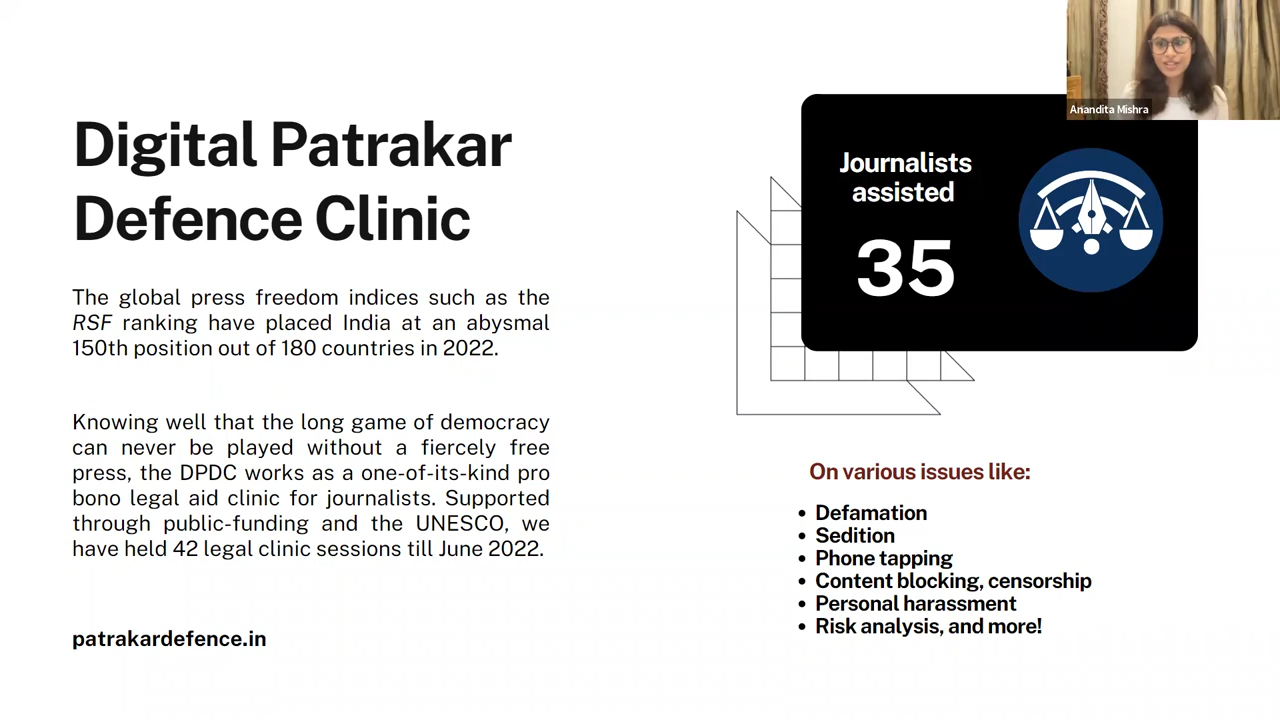 Digital Patrakar
Defence Clinic
The global press freedom indices such as the
RSF ranking have placed India at an abysmal
150th position out of 180 countries in 2022.
Knowing well that the long game of democracy
can never be played without a fiercely free
press, the DPDC works as a one-of-its-kind pro
bono legal aid clinic for journalists. Supported
through public-funding and the UNESCO, we
have held 42 legal clinic sessions till June 2022.
patrakardefence.in
Anandita Mishra
Journalists
assisted
35
On various issues like:
• Defamation
• Sedition
• Phone tapping
• Content blocking, censorship
• Personal harassment
• Risk analysis, and more!